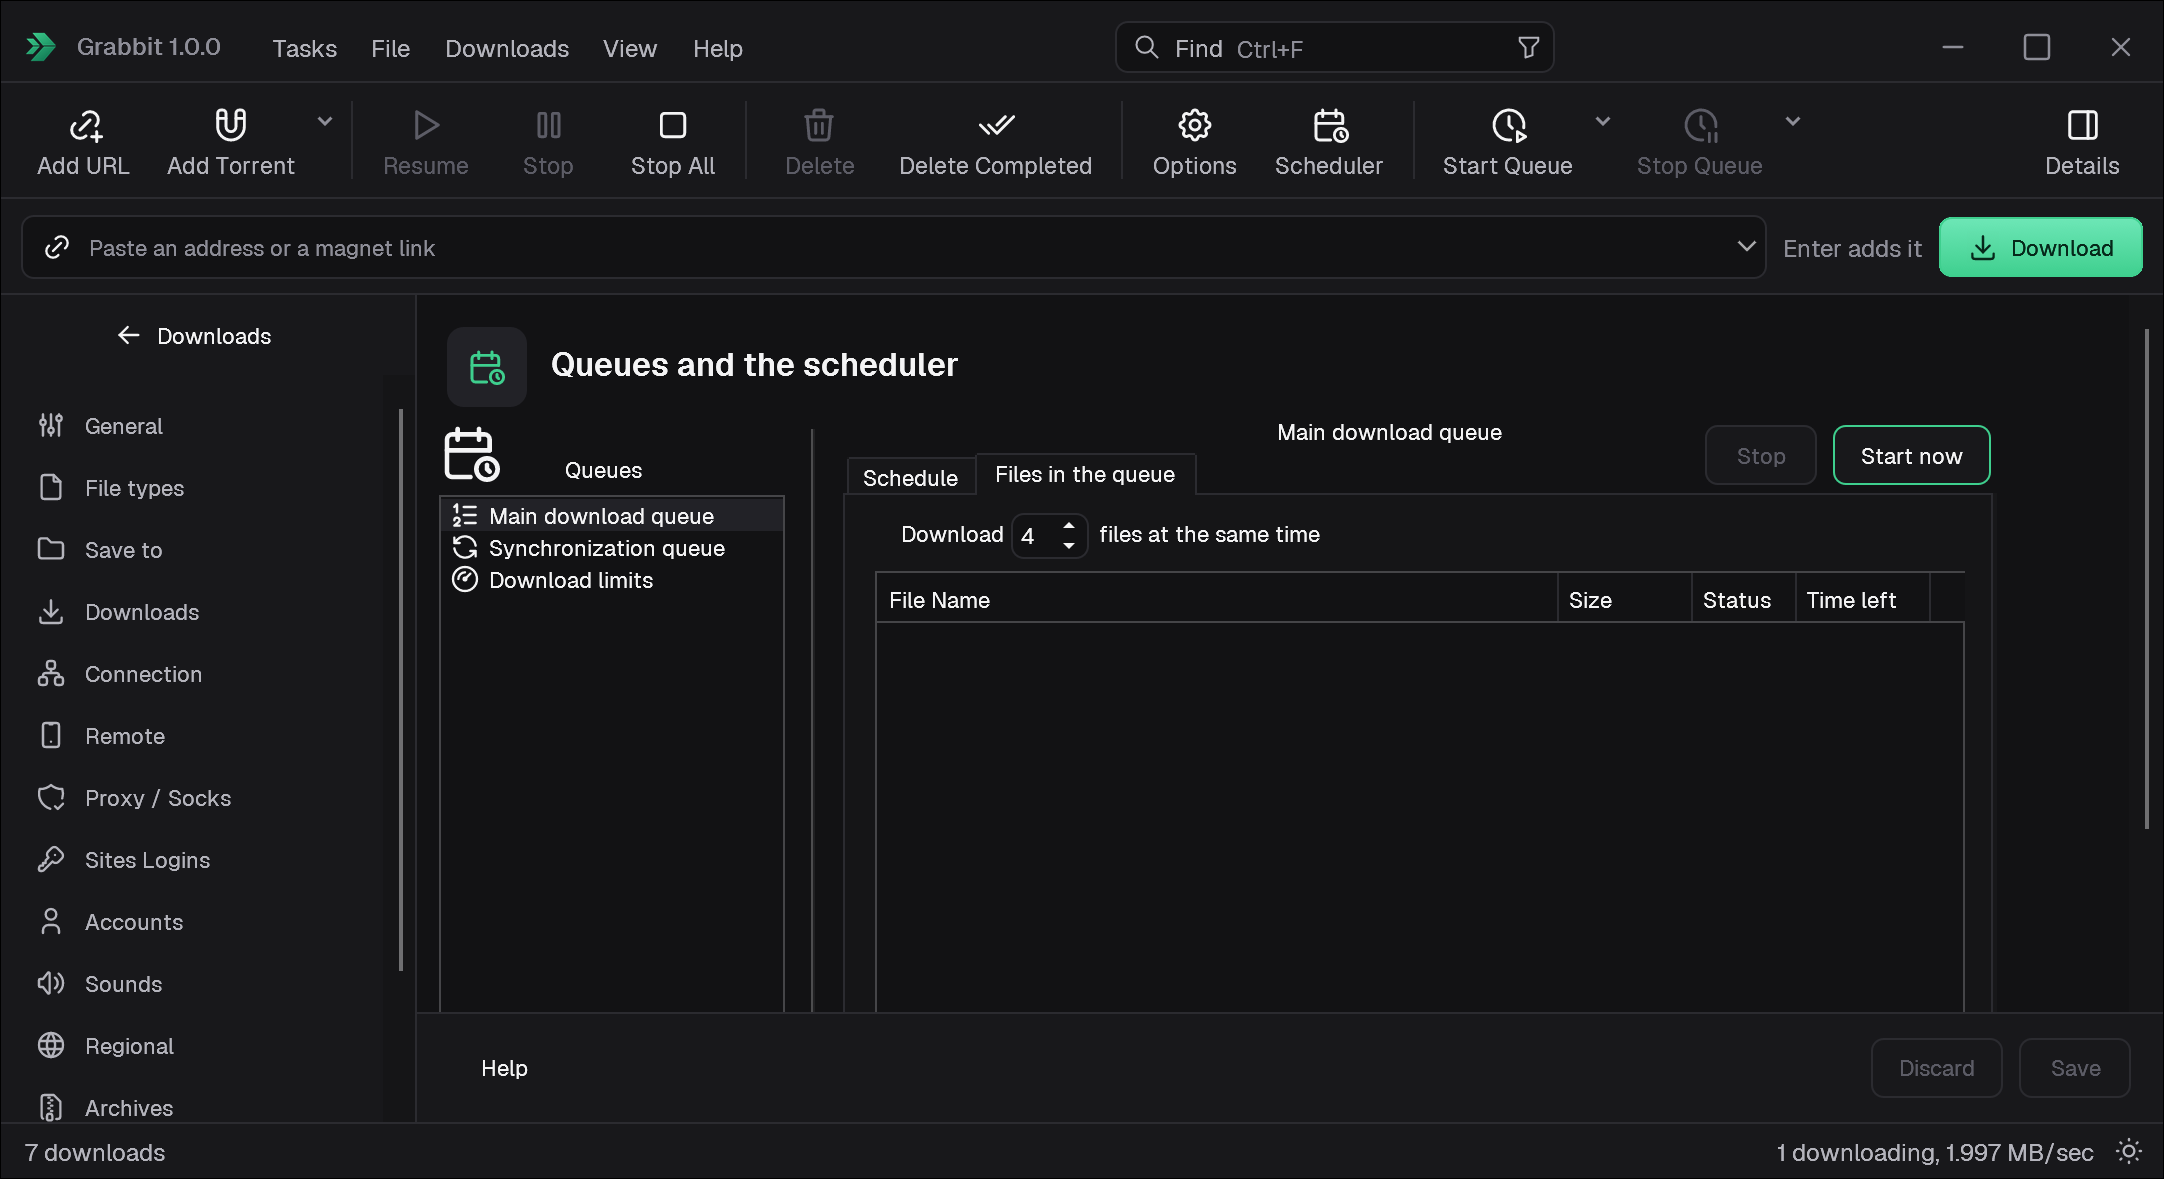 Grabbit 1.0.0 Tasks File Downloads View Help Find Ctrl+F
Add URL Add Torrent Resume Stop Stop All Delete Delete Completed Options Scheduler Start Queue Stop Queue Details
Paste an address or a magnet link Enter adds it Download
Downloads
General
File types
Save to
Downloads
Connection
Remote
Proxy / Socks
Sites Logins
Accounts
Sounds
Regional
Archives
Queues and the scheduler
Queues
Main download queue
Synchronization queue
Download limits
Main download queue
Stop Start now
Schedule Files in the queue
Download 4 files at the same time
File Name Size Status Time left
Help Discard Save
7 downloads 1 downloading, 1.997 MB/sec